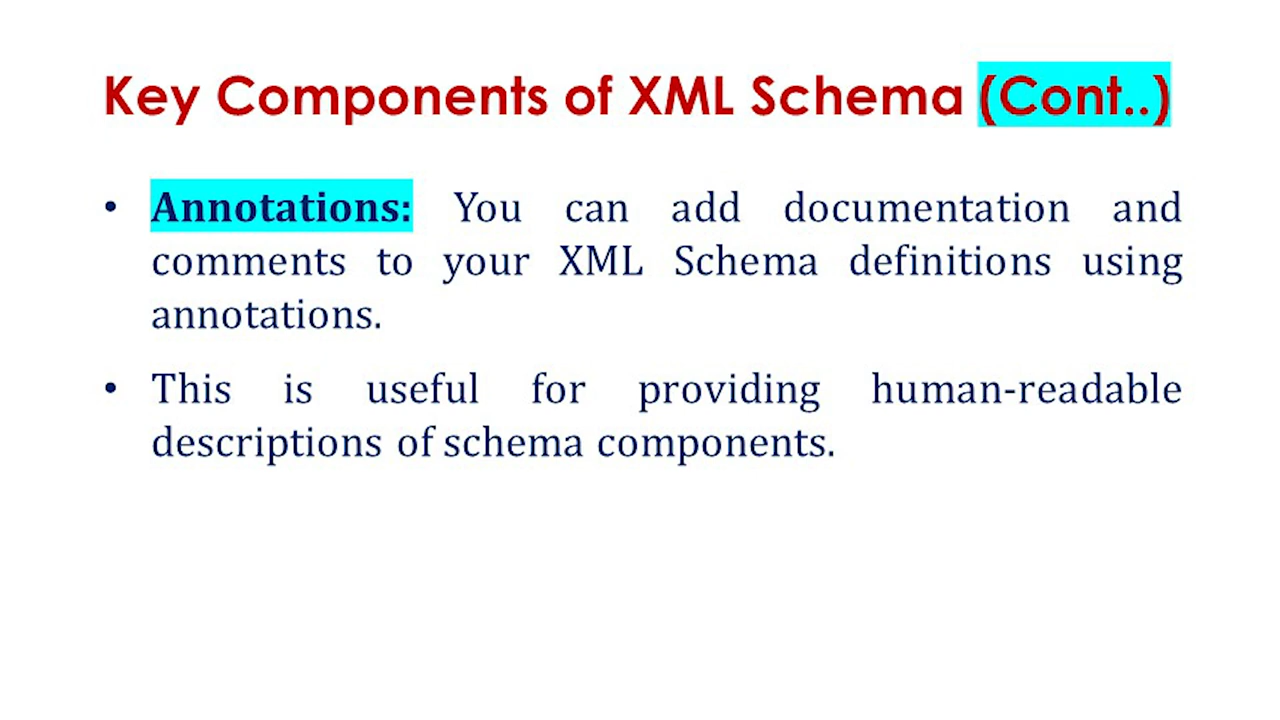 Key Components of XML Schema (Cont..)
• Annotations: You can add documentation and
comments to your XML Schema definitions using
annotations.
• This is useful for providing human-readable
descriptions of schema components.